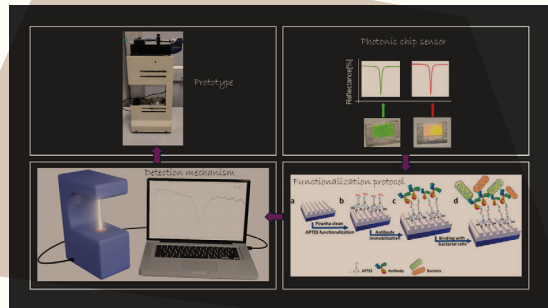 Prototype
Photonic chip sensor
Reflectance[%]
Detection mechanism
Functionalization protocol
a
b
c
d
Piranha clean
APTES functionalization
Antibody
immobilization
Binding with
bacterial cells
APTES
Antibody
Bacteria